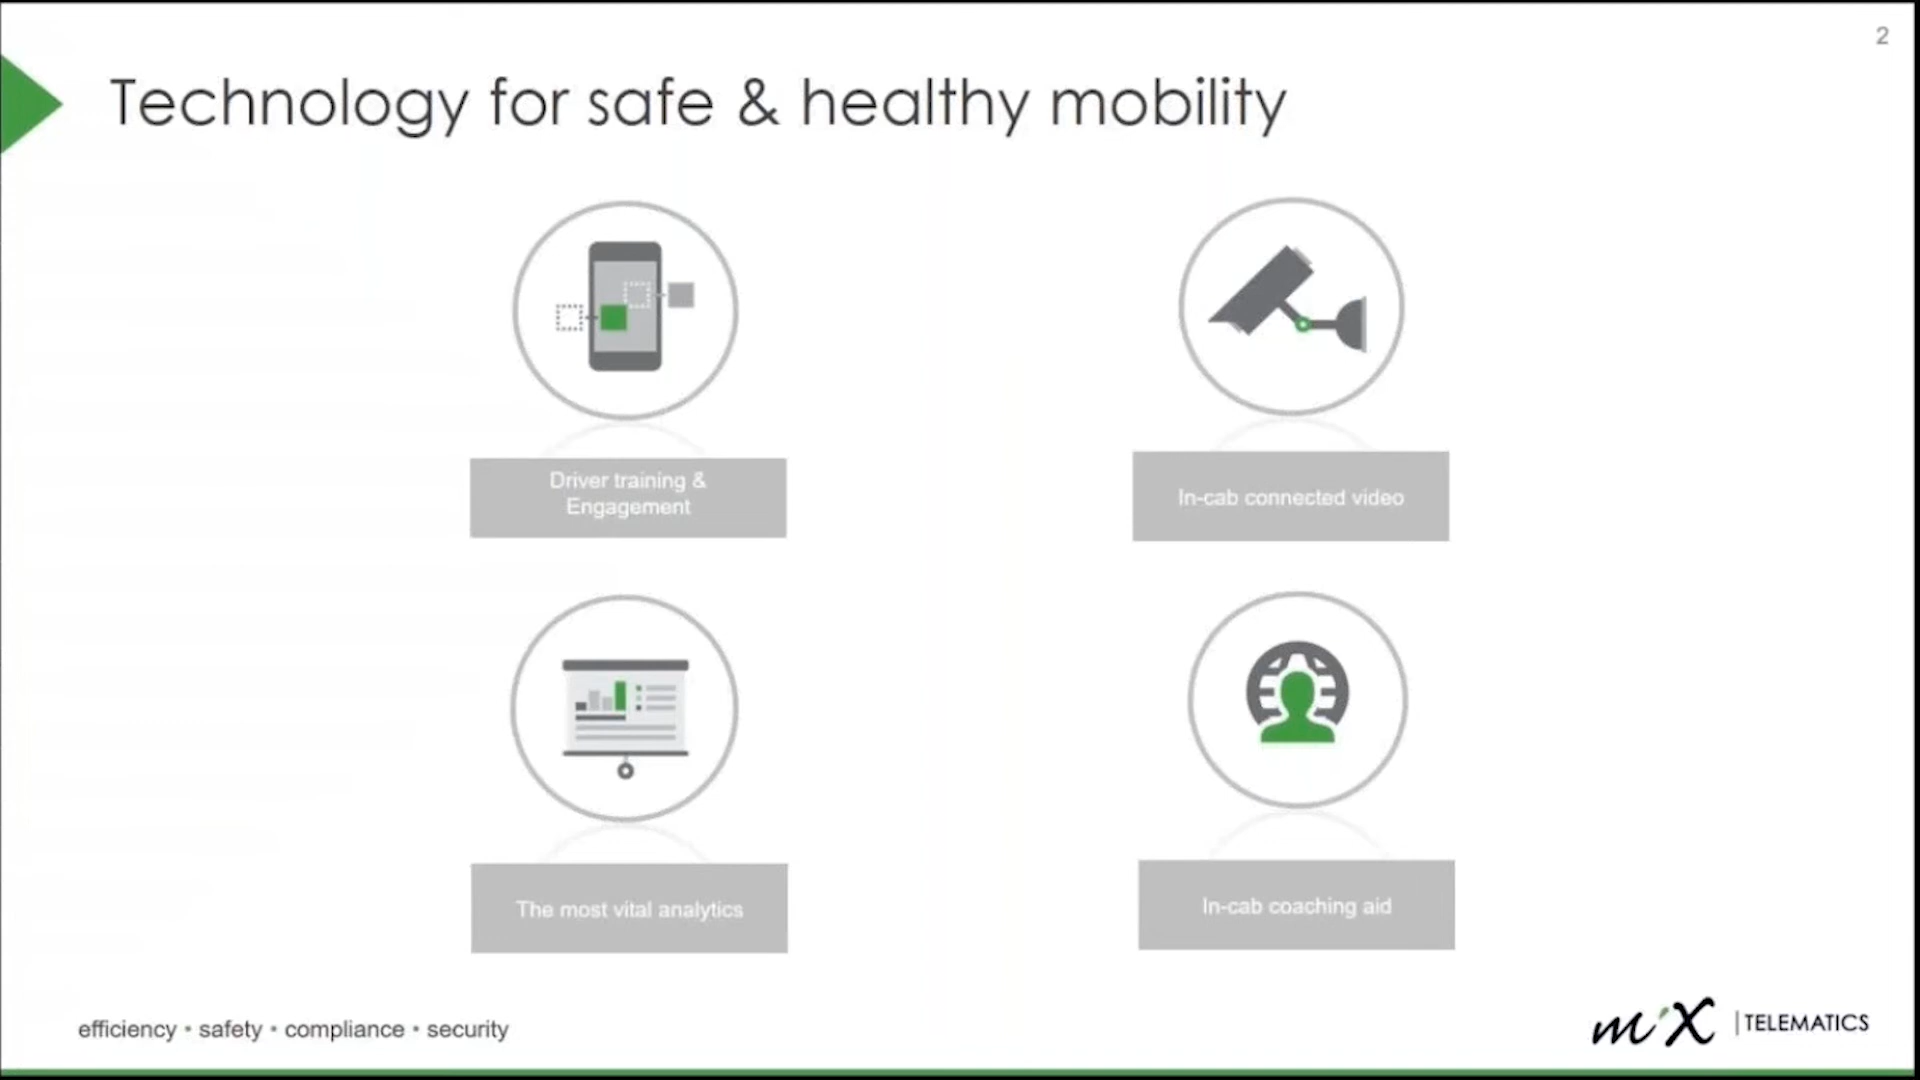 2
Technology for safe & healthy mobility
Driver training &
Engagement
In-cab connected video
The most vital analytics
In-cab coaching aid
efficiency • safety • compliance • security
mix | TELEMATICS